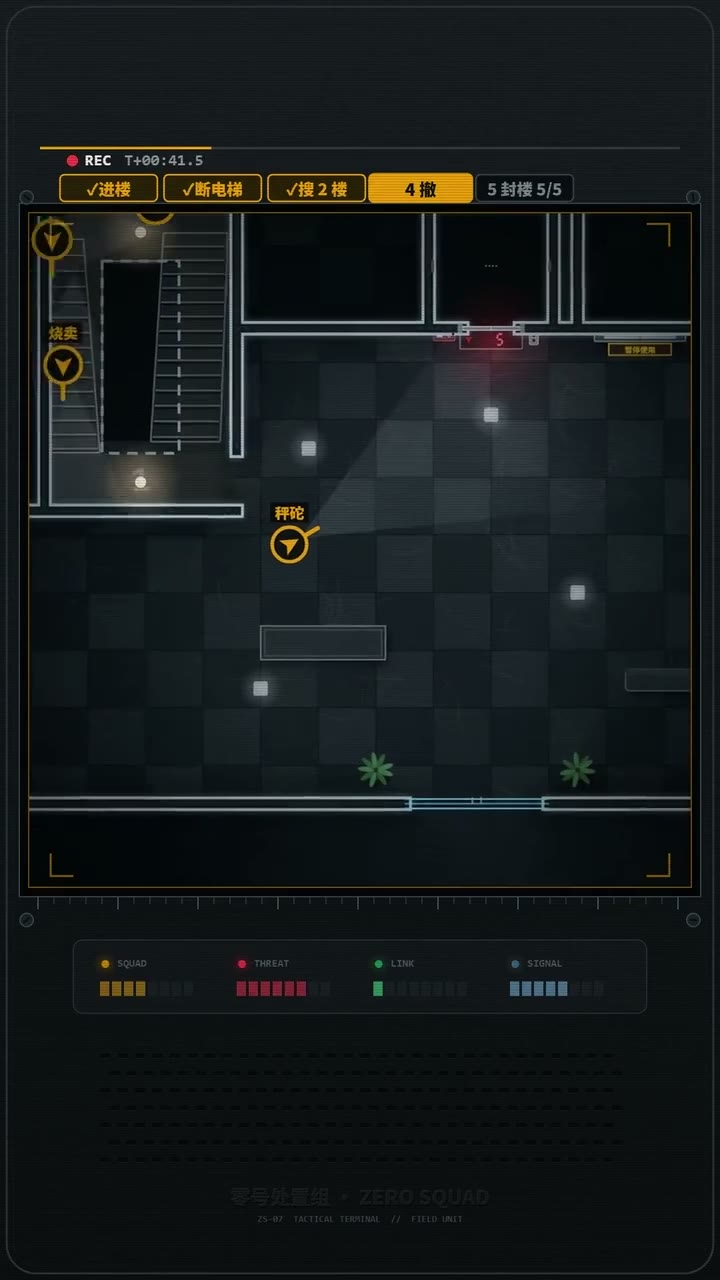 REC T+00:41.5
✓进楼 ✓断电梯 ✓搜 2 楼 4 撤 5 封楼 5/5
烧卖
5
暂停使用
秤砣
SQUAD THREAT LINK SIGNAL
零号处置组 · ZERO SQUAD
ZS-07 TACTICAL TERMINAL // FIELD UNIT